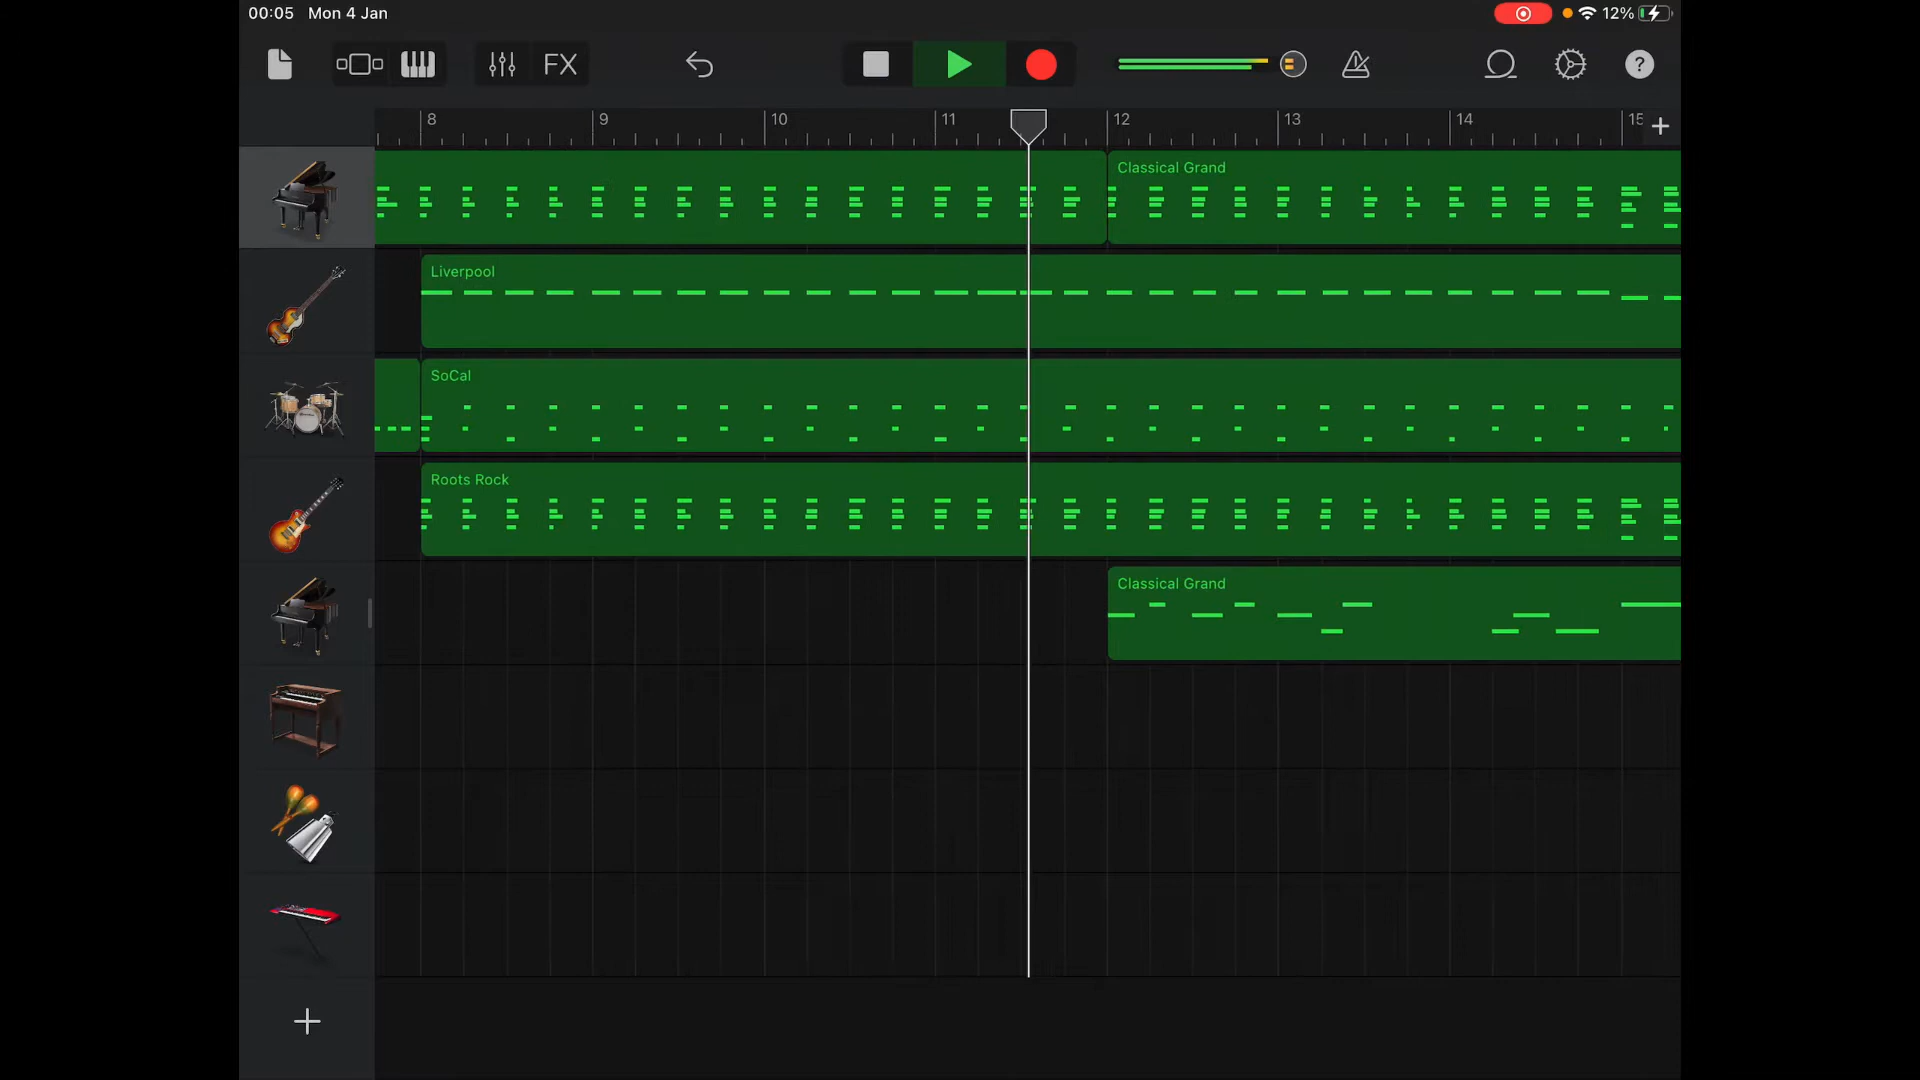 00:05 Mon 4 Jan 12%
FX ?
8 9 10 11 12 13 14 15
Classical Grand
Liverpool
SoCal
Roots Rock
Classical Grand